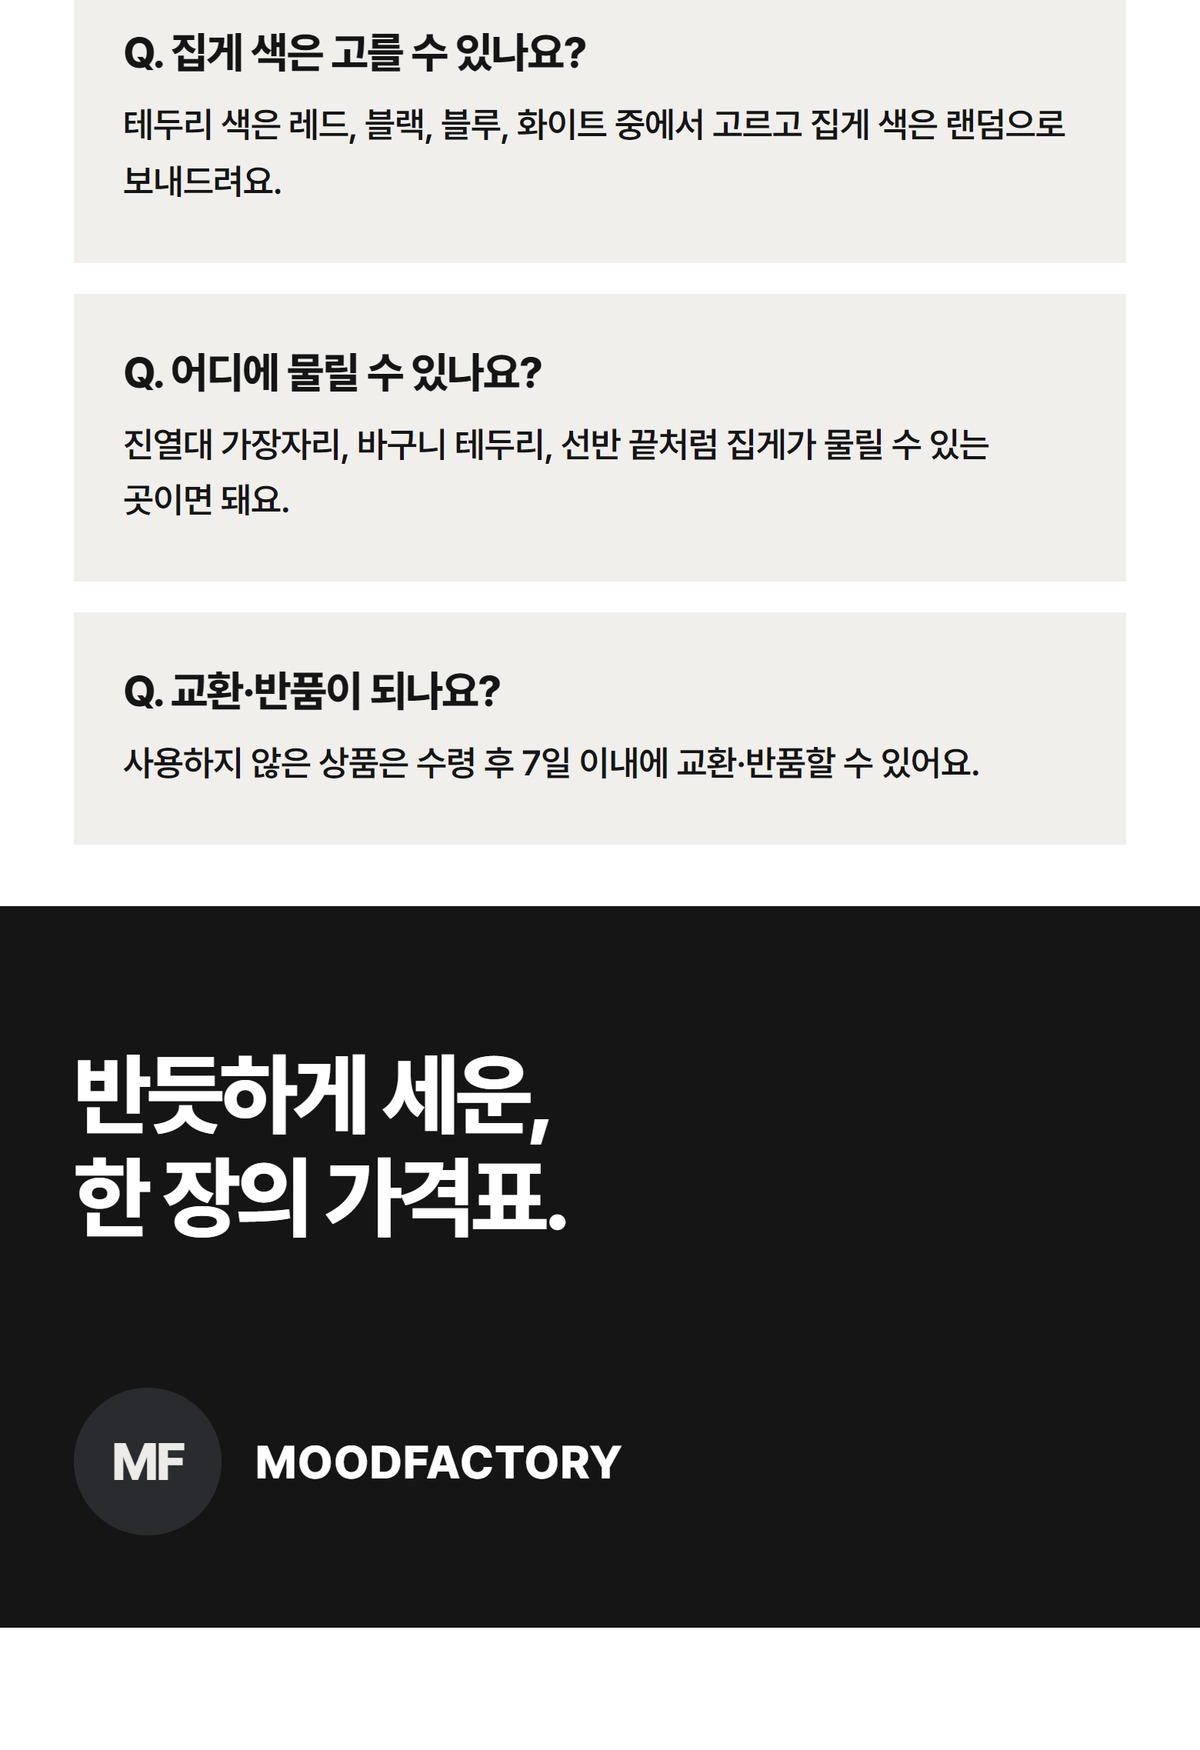 Q. 집게 색은 고를 수 있나요?
테두리 색은 레드, 블랙, 블루, 화이트 중에서 고르고 집게 색은 랜덤으로
보내드려요.
Q. 어디에 물릴 수 있나요?
진열대 가장자리, 바구니 테두리, 선반 끝처럼 집게가 물릴 수 있는
곳이면 돼요.
Q. 교환·반품이 되나요?
사용하지 않은 상품은 수령 후 7일 이내에 교환·반품할 수 있어요.
반듯하게 세운,
한 장의 가격표.
MF MOODFACTORY